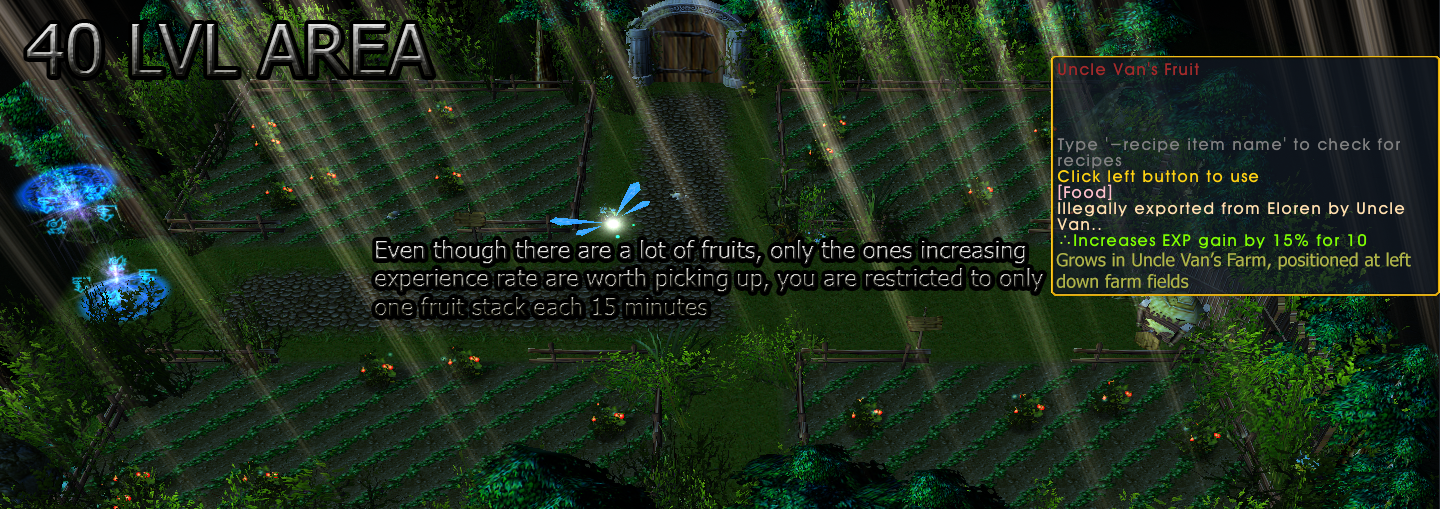 40 LVL AREA
Uncle Van's Fruit
Type '-recipe item name' to check for
recipes
Click left button to use
[Food]
Illegally exported from Eloren by Uncle
Van..
∴Increases EXP gain by 15% for 10
Grows in Uncle Van's Farm, positioned at left
down farm fields
Even though there are a lot of fruits, only the ones increasing
experience rate are worth picking up, you are restricted to only
one fruit stack each 15 minutes